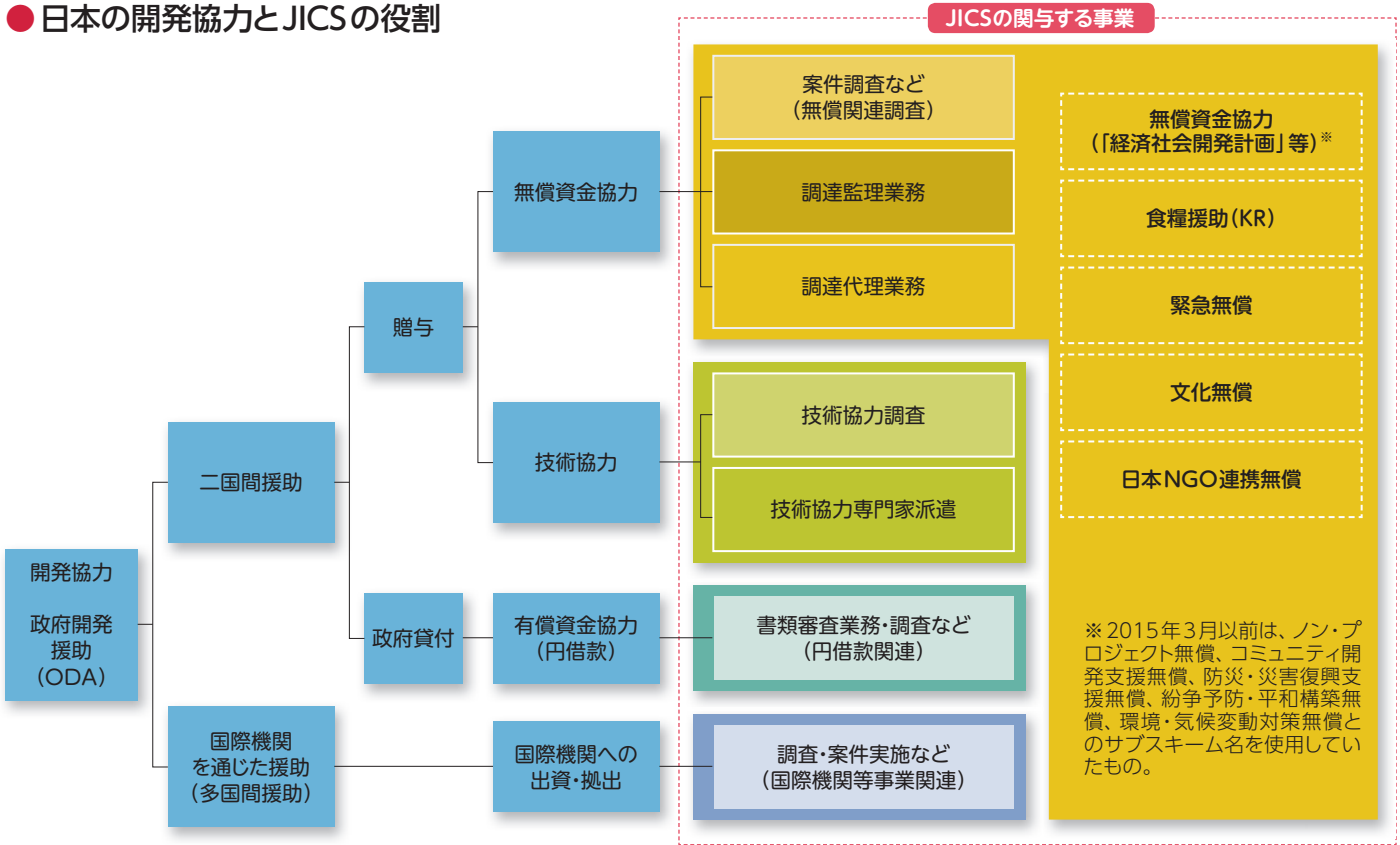 ● 日本の開発協力とJICSの役割
JICSの関与する事業
開発協力
政府開発
援助
（ODA）
二国間援助
国際機関
を通じた援助
（多国間援助）
贈与
政府貸付
無償資金協力
技術協力
有償資金協力
（円借款）
国際機関への
出資・拠出
案件調査など
（無償関連調査）
調達監理業務
調達代理業務
技術協力調査
技術協力専門家派遣
書類審査業務・調査など
（円借款関連）
調査・案件実施など
（国際機関等事業関連）
無償資金協力
（「経済社会開発計画」等）※
食糧援助（KR）
緊急無償
文化無償
日本NGO連携無償
※2015年3月以前は、ノン・プ
ロジェクト無償、コミュニティ開
発支援無償、防災・災害復興支
援無償、紛争予防・平和構築無
償、環境・気候変動対策無償と
のサブスキーム名を使用してい
たもの。